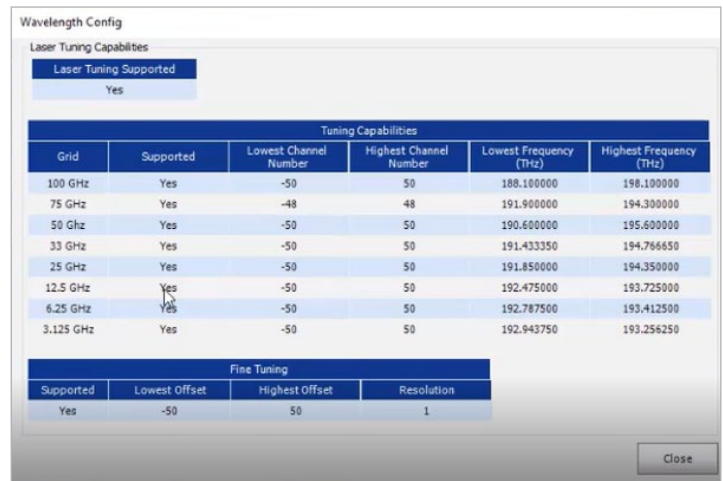 Wavelength Config
Laser Tuning Capabilities
Laser Tuning Supported
Yes
Tuning Capabilities
Grid Supported Lowest Channel Number Highest Channel Number Lowest Frequency (THz) Highest Frequency (THz)
100 GHz Yes -50 50 188.100000 198.100000
75 GHz Yes -48 48 191.900000 194.300000
50 Ghz Yes -50 50 190.600000 195.600000
33 GHz Yes -50 50 191.433350 194.766650
25 GHz Yes -50 50 191.850000 194.350000
12.5 GHz Yes -50 50 192.475000 193.725000
6.25 GHz Yes -50 50 192.787500 193.412500
3.125 GHz Yes -50 50 192.943750 193.256250
Fine Tuning
Supported Lowest Offset Highest Offset Resolution
Yes -50 50 1
Close